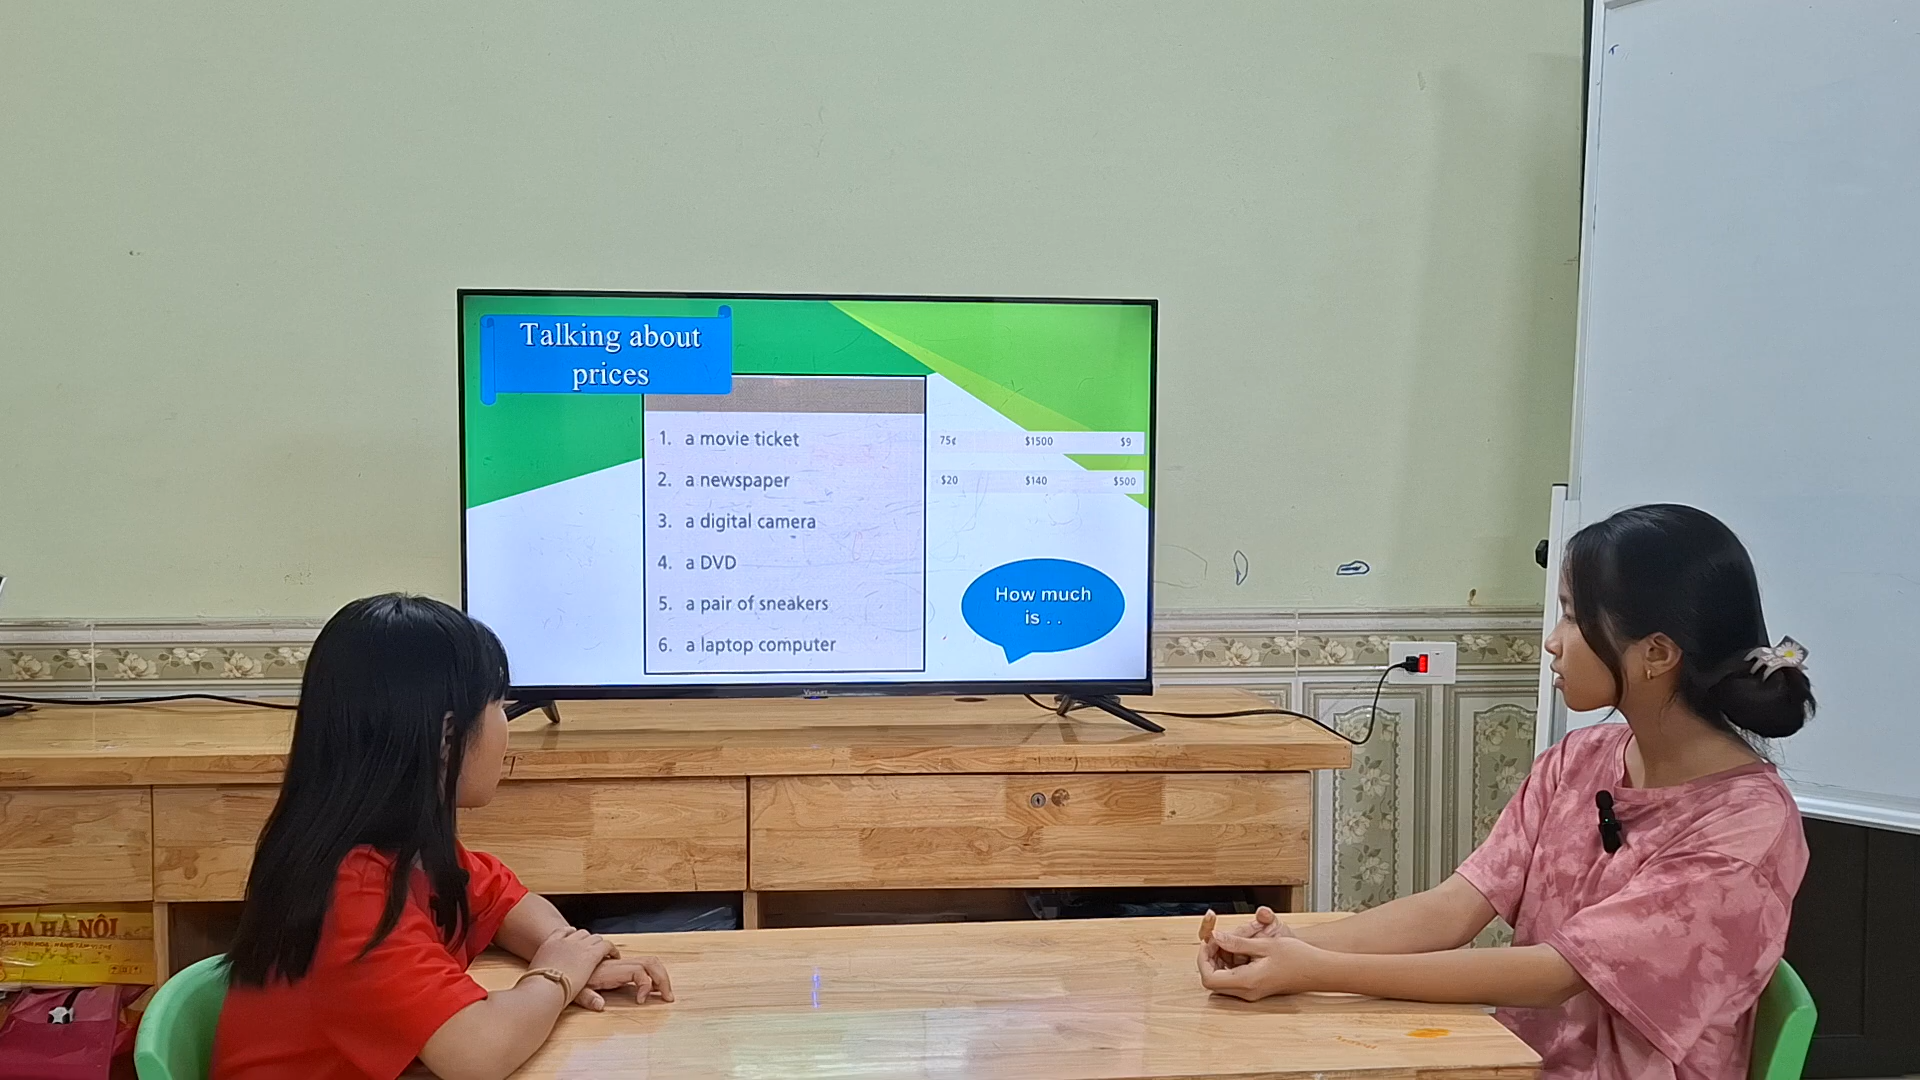 Talking about
prices
1. a movie ticket
2. a newspaper
3. a digital camera
4. a DVD
5. a pair of sneakers
6. a laptop computer
75¢ $1500 $9
$20 $140 $500
How much
is . .
BIA HÀ NỘI